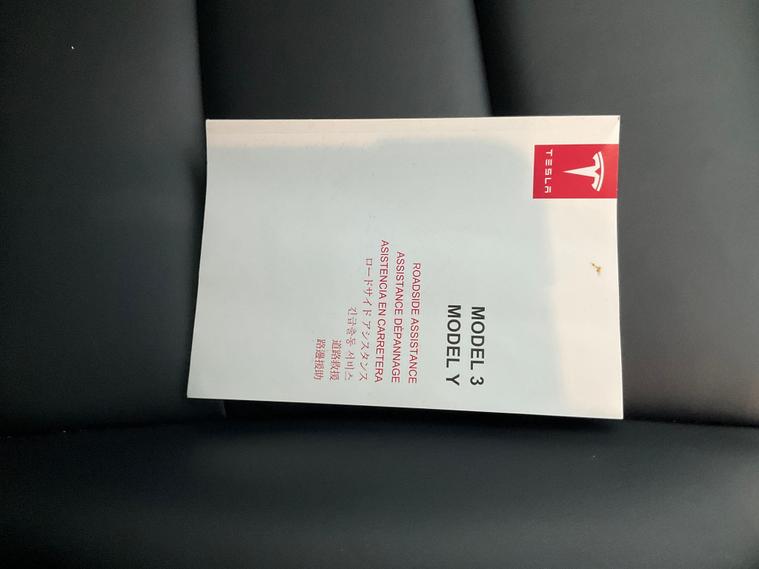 TESLA
MODEL 3
MODEL Y
ROADSIDE ASSISTANCE
ASSISTANCE DÉPANNAGE
ASISTENCIA EN CARRETERA
ロードサイド アシスタンス
긴급출동 서비스
道路救援
路邊援助